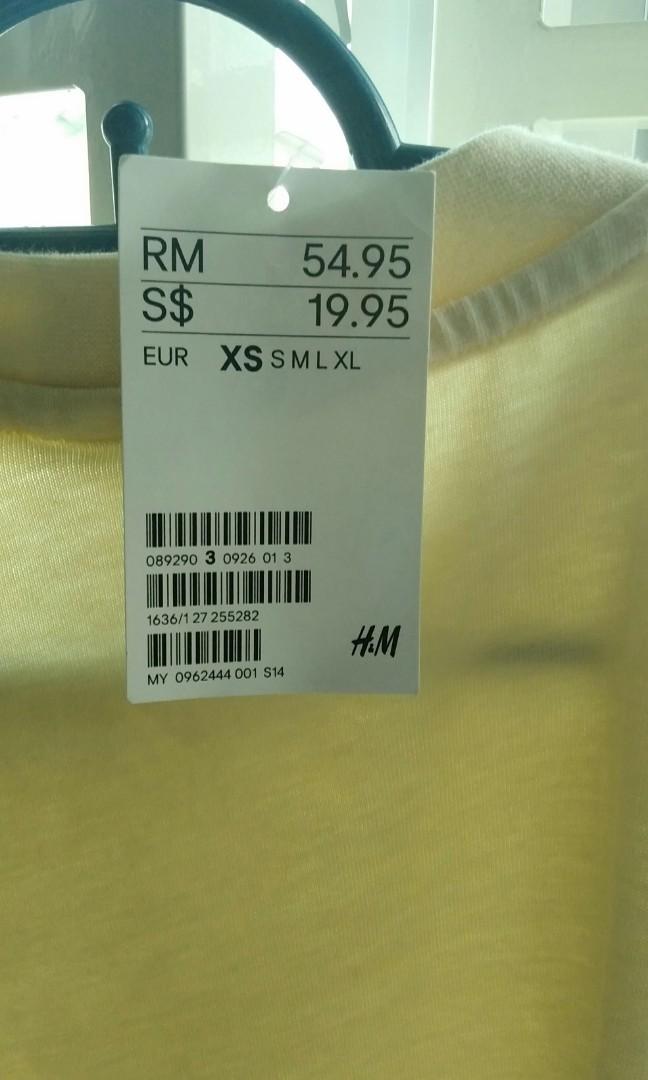 RM 54.95
S$ 19.95
EUR XS S M L XL
089290 3 0926 01 3
1636/1 27 255282
H&M
MY 0962444 001 S14